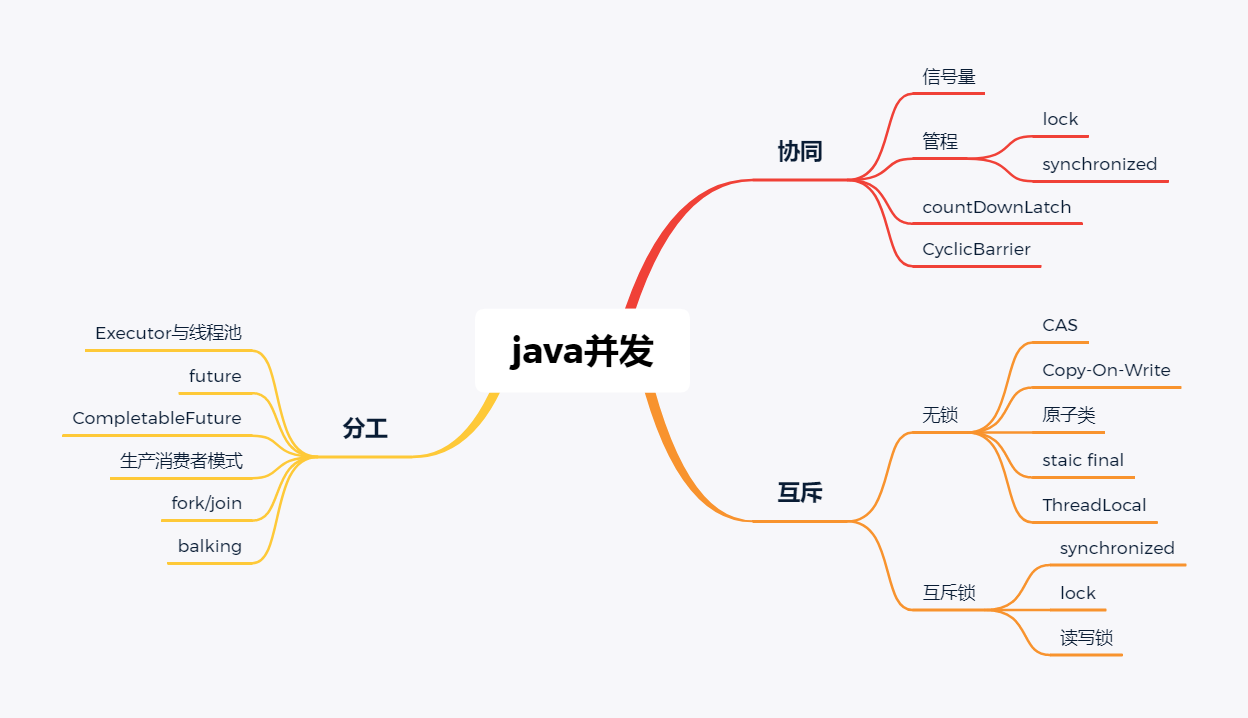 java并发
协同
信号量
管程
lock
synchronized
countDownLatch
CyclicBarrier
互斥
无锁
CAS
Copy-On-Write
原子类
staic final
ThreadLocal
互斥锁
synchronized
lock
读写锁
分工
Executor与线程池
future
CompletableFuture
生产消费者模式
fork/join
balking